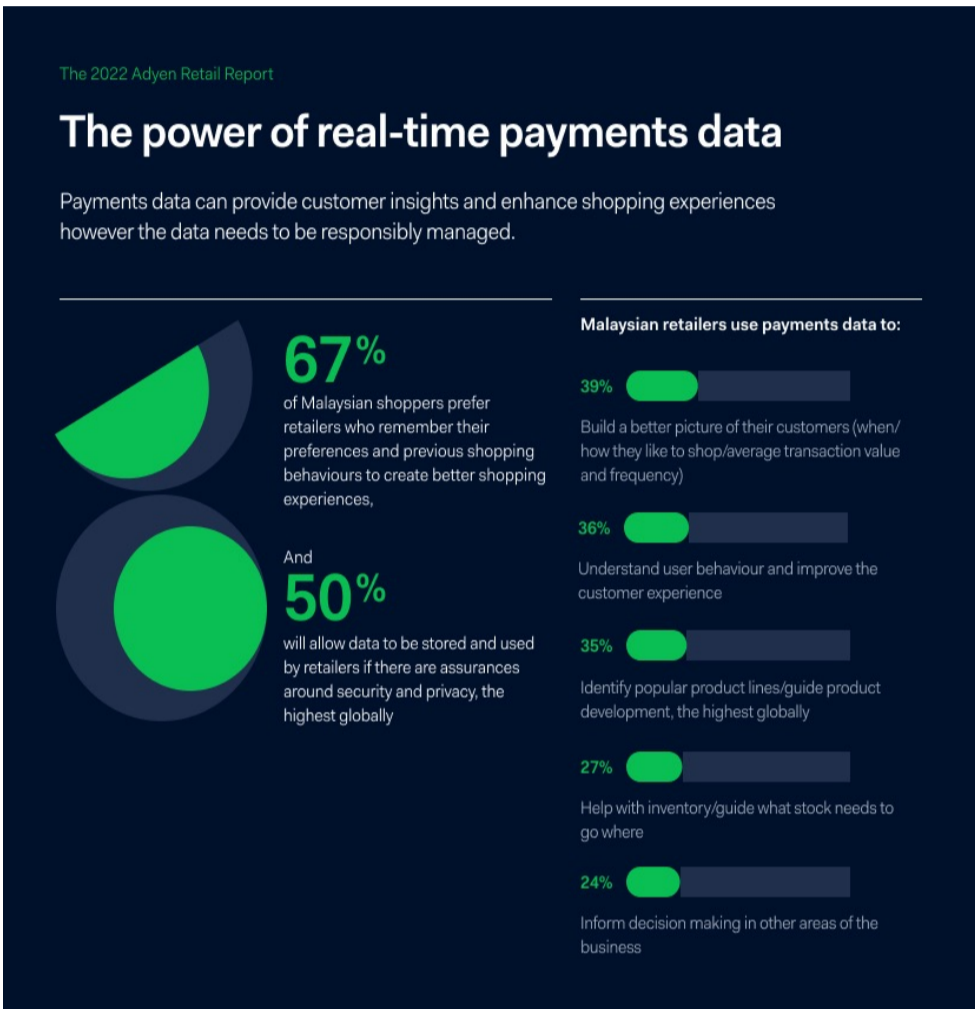 The 2022 Adyen Retail Report
The power of real-time payments data
Payments data can provide customer insights and enhance shopping experiences
however the data needs to be responsibly managed.
67%
of Malaysian shoppers prefer
retailers who remember their
preferences and previous shopping
behaviours to create better shopping
experiences,
And
50%
will allow data to be stored and used
by retailers if there are assurances
around security and privacy, the
highest globally
Malaysian retailers use payments data to:
39%
Build a better picture of their customers (when/
how they like to shop/average transaction value
and frequency)
36%
Understand user behaviour and improve the
customer experience
35%
Identify popular product lines/guide product
development, the highest globally
27%
Help with inventory/guide what stock needs to
go where
24%
Inform decision making in other areas of the
business